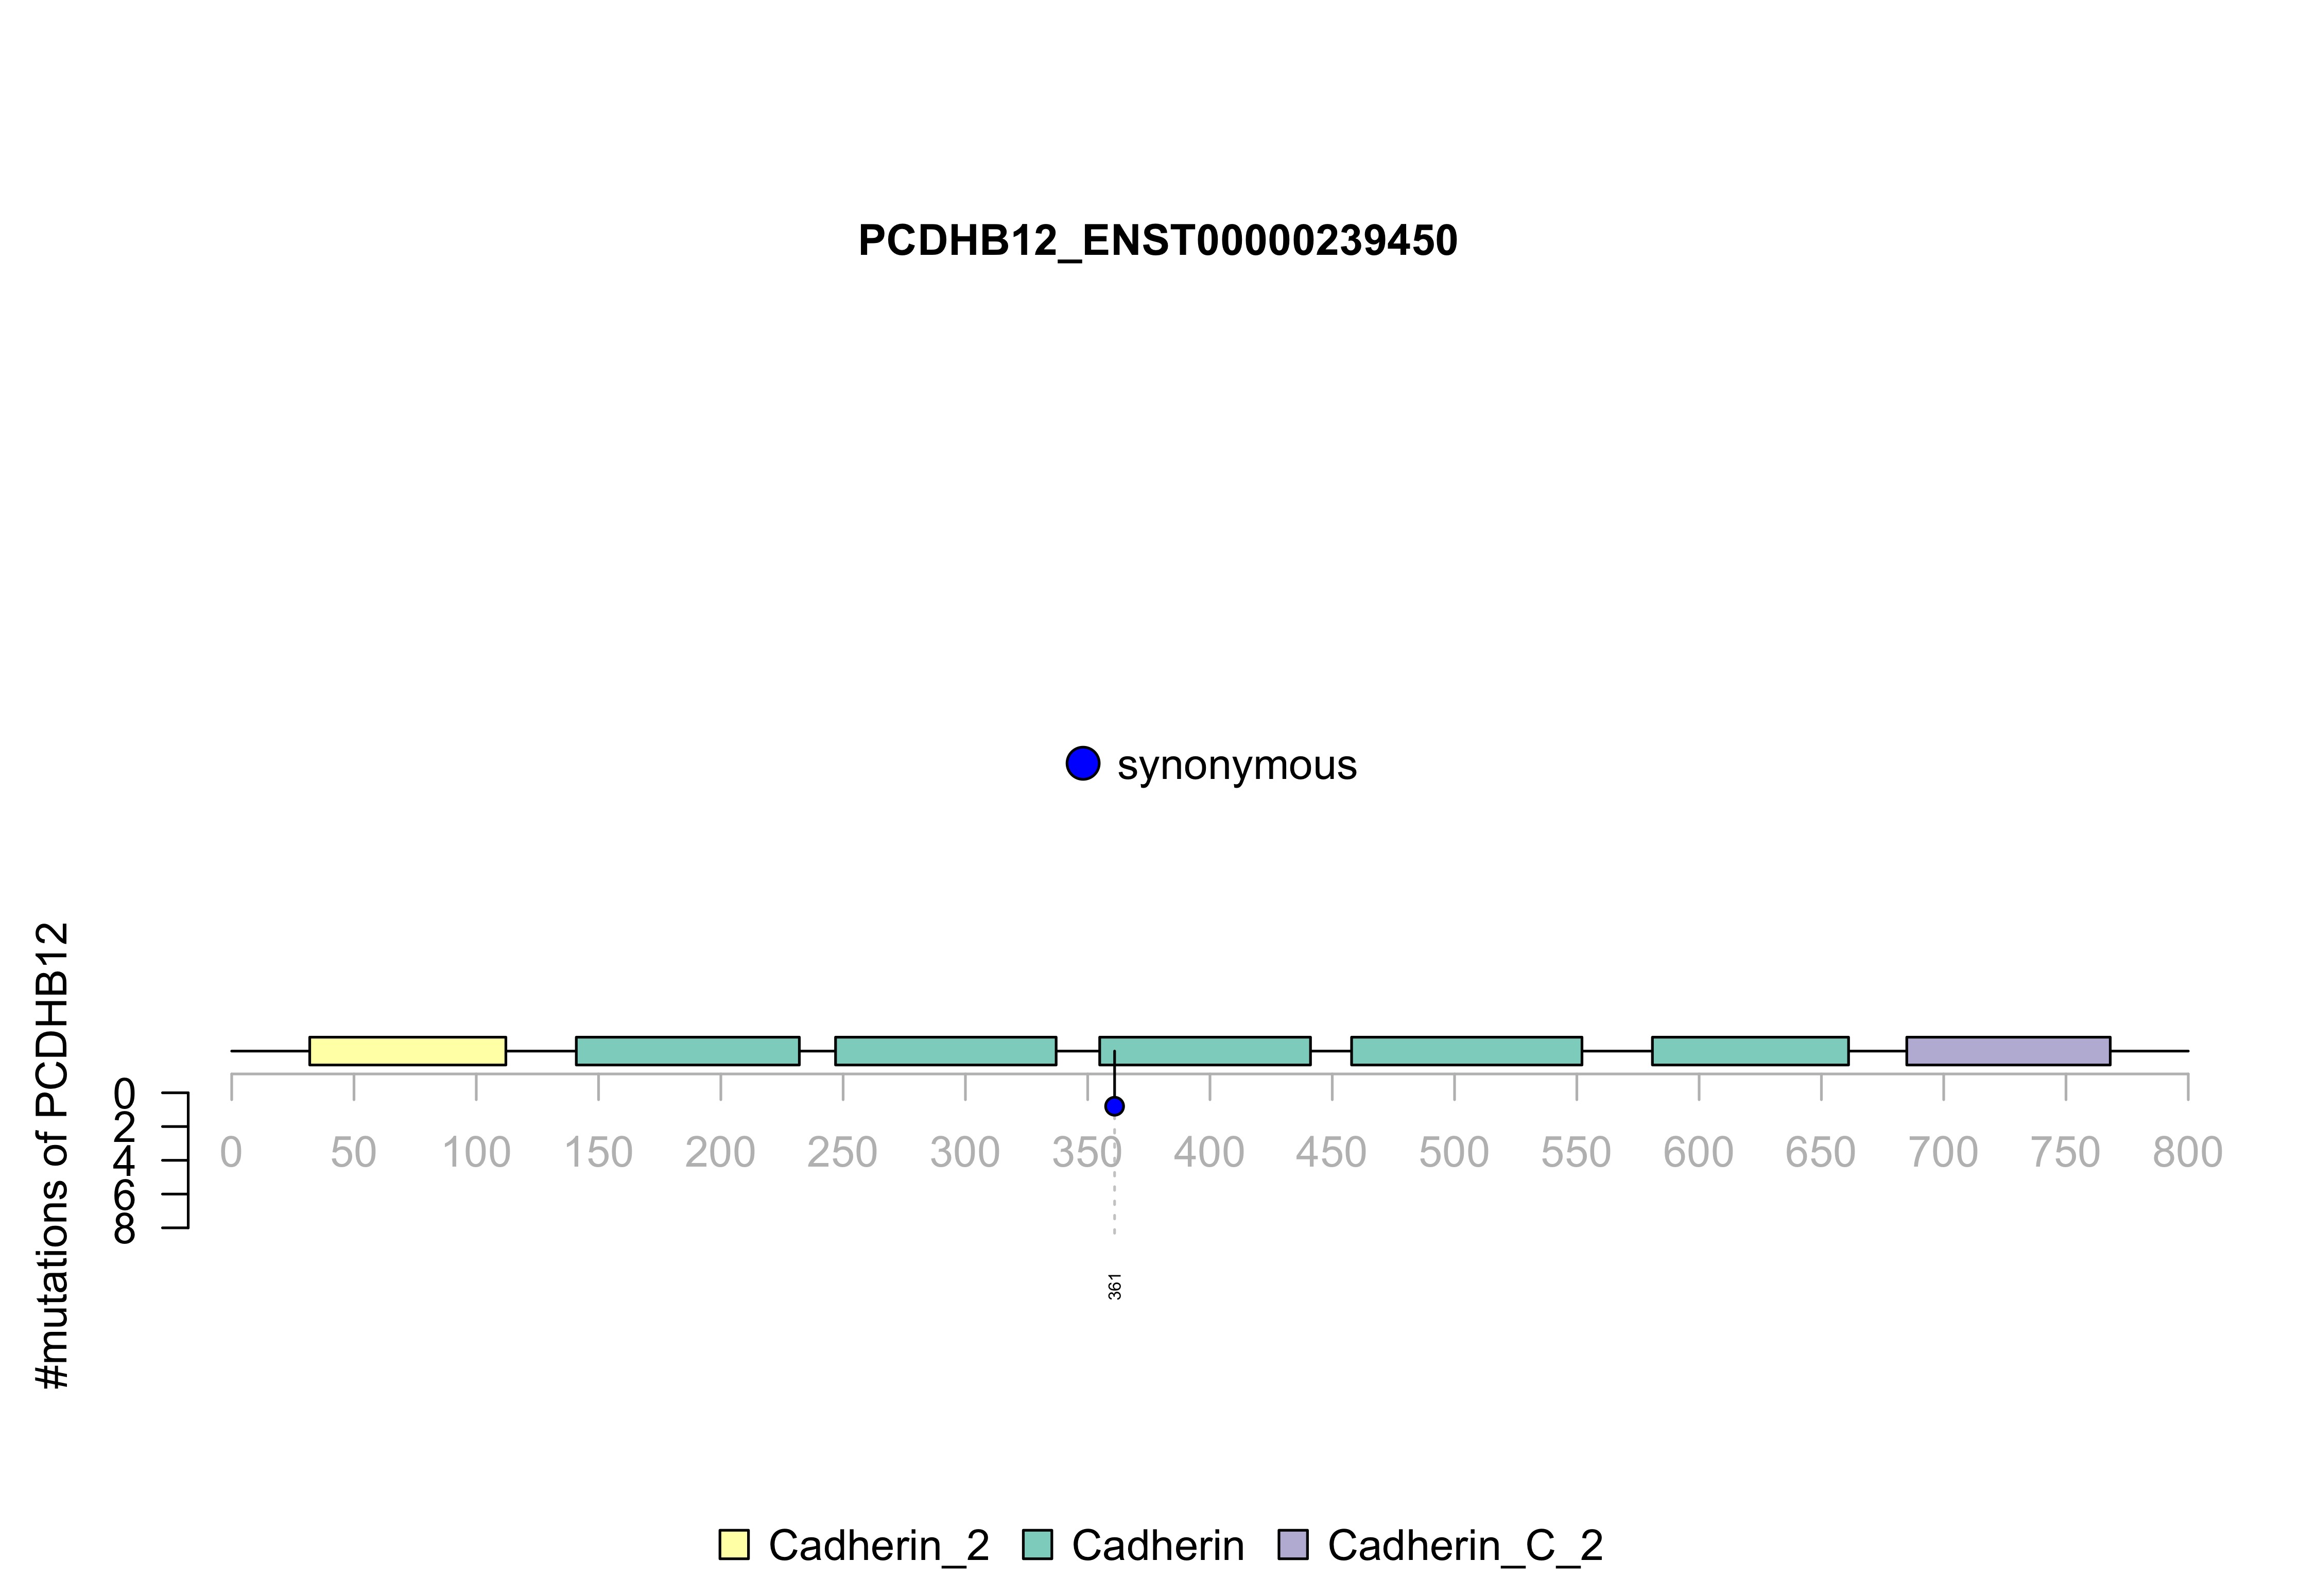 PCDHB12_ENST00000239450
synonymous
#mutations of PCDHB12
0
2
4
6
8
0 50 100 150 200 250 300 350 400 450 500 550 600 650 700 750 800
361
Cadherin_2 Cadherin Cadherin_C_2